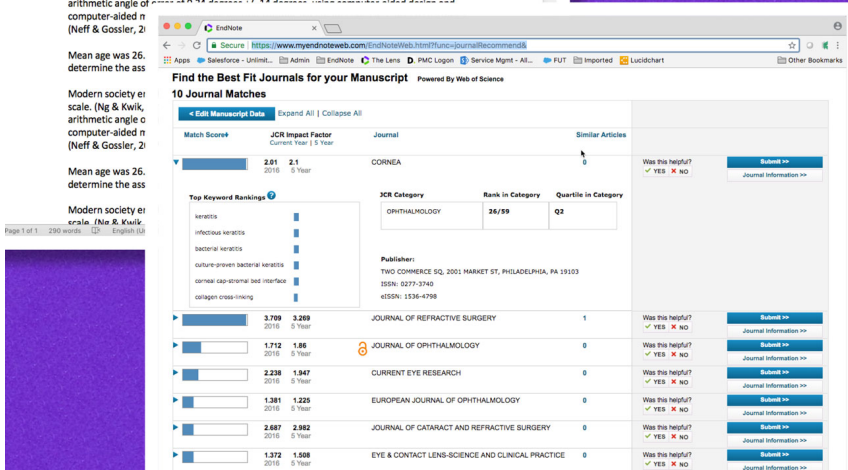 arithmetic angle of error of 0.34 degrees +/- 14 degrees, using computer-aided design and
computer-aided m
(Neff & Gossler, 20
Mean age was 26.
determine the ass
Modern society er
scale. (Ng & Kwik,
arithmetic angle o
computer-aided m
(Neff & Gossler, 2
Mean age was 26.
determine the ass
Modern society er
scale. (Ng & Kwik
Page 1 of 1 290 words English (U
EndNote
Secure https://www.myendnoteweb.com/EndNoteWeb.html?func=journalRecommend&
Apps Salesforce - Unlimit... Admin EndNote The Lens D. PMC Logon Service Mgmt - All... FUT Imported Lucidchart Other Bookmarks
Find the Best Fit Journals for your Manuscript Powered By Web of Science
10 Journal Matches
< Edit Manuscript Data Expand All | Collapse All
Match Score JCR Impact Factor Journal Similar Articles
Current Year | 5 Year
2.01 2.1 CORNEA 0 Was this helpful? Submit >>
2016 5 Year YES NO Journal Information >>
Top Keyword Rankings ? JCR Category Rank in Category Quartile in Category
keratitis OPHTHALMOLOGY 26/59 Q2
infectious keratitis
bacterial keratitis
culture-proven bacterial keratitis
corneal cap-stromal bed interface
collagen cross-linking
Publisher:
TWO COMMERCE SQ, 2001 MARKET ST, PHILADELPHIA, PA 19103
ISSN: 0277-3740
eISSN: 1536-4798
3.709 3.269 JOURNAL OF REFRACTIVE SURGERY 1 Was this helpful? Submit >>
2016 5 Year YES NO Journal Information >>
1.712 1.86 JOURNAL OF OPHTHALMOLOGY 0 Was this helpful? Submit >>
2016 5 Year YES NO Journal Information >>
2.238 1.947 CURRENT EYE RESEARCH 0 Was this helpful? Submit >>
2016 5 Year YES NO Journal Information >>
1.381 1.225 EUROPEAN JOURNAL OF OPHTHALMOLOGY 0 Was this helpful? Submit >>
2016 5 Year YES NO Journal Information >>
2.687 2.982 JOURNAL OF CATARACT AND REFRACTIVE SURGERY 0 Was this helpful? Submit >>
2016 5 Year YES NO Journal Information >>
1.372 1.508 EYE & CONTACT LENS-SCIENCE AND CLINICAL PRACTICE 0 Was this helpful? Submit >>
2016 5 Year YES NO Journal Information >>